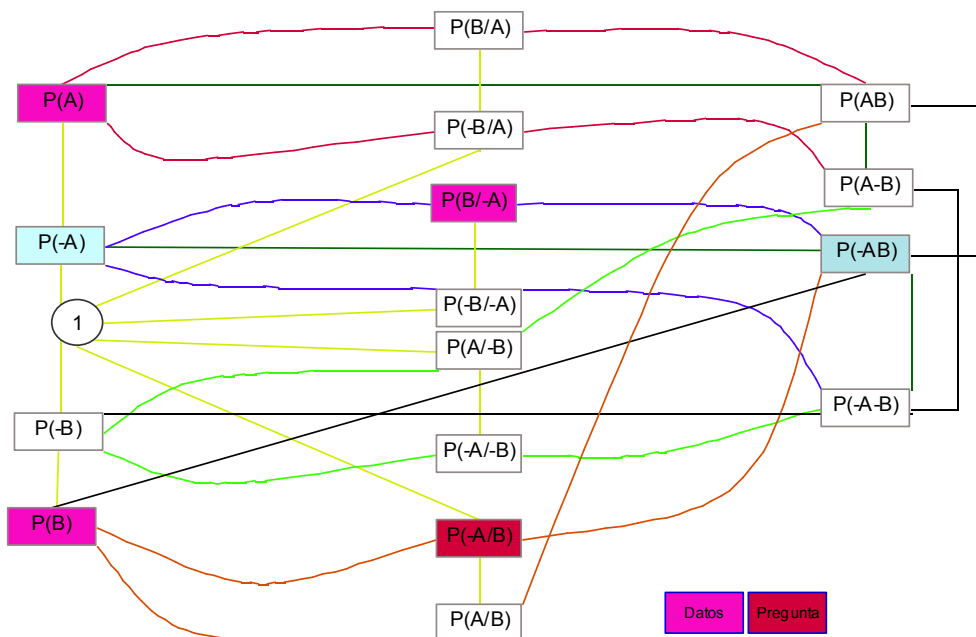 P(B/A)
P(A)
P(AB)
P(-B/A)
P(A-B)
P(B/-A)
P(-A)
P(-AB)
P(-B/-A)
1
P(A/-B)
P(-A-B)
P(-B)
P(-A/-B)
P(B)
P(-A/B)
P(A/B)
Datos
Pregunta